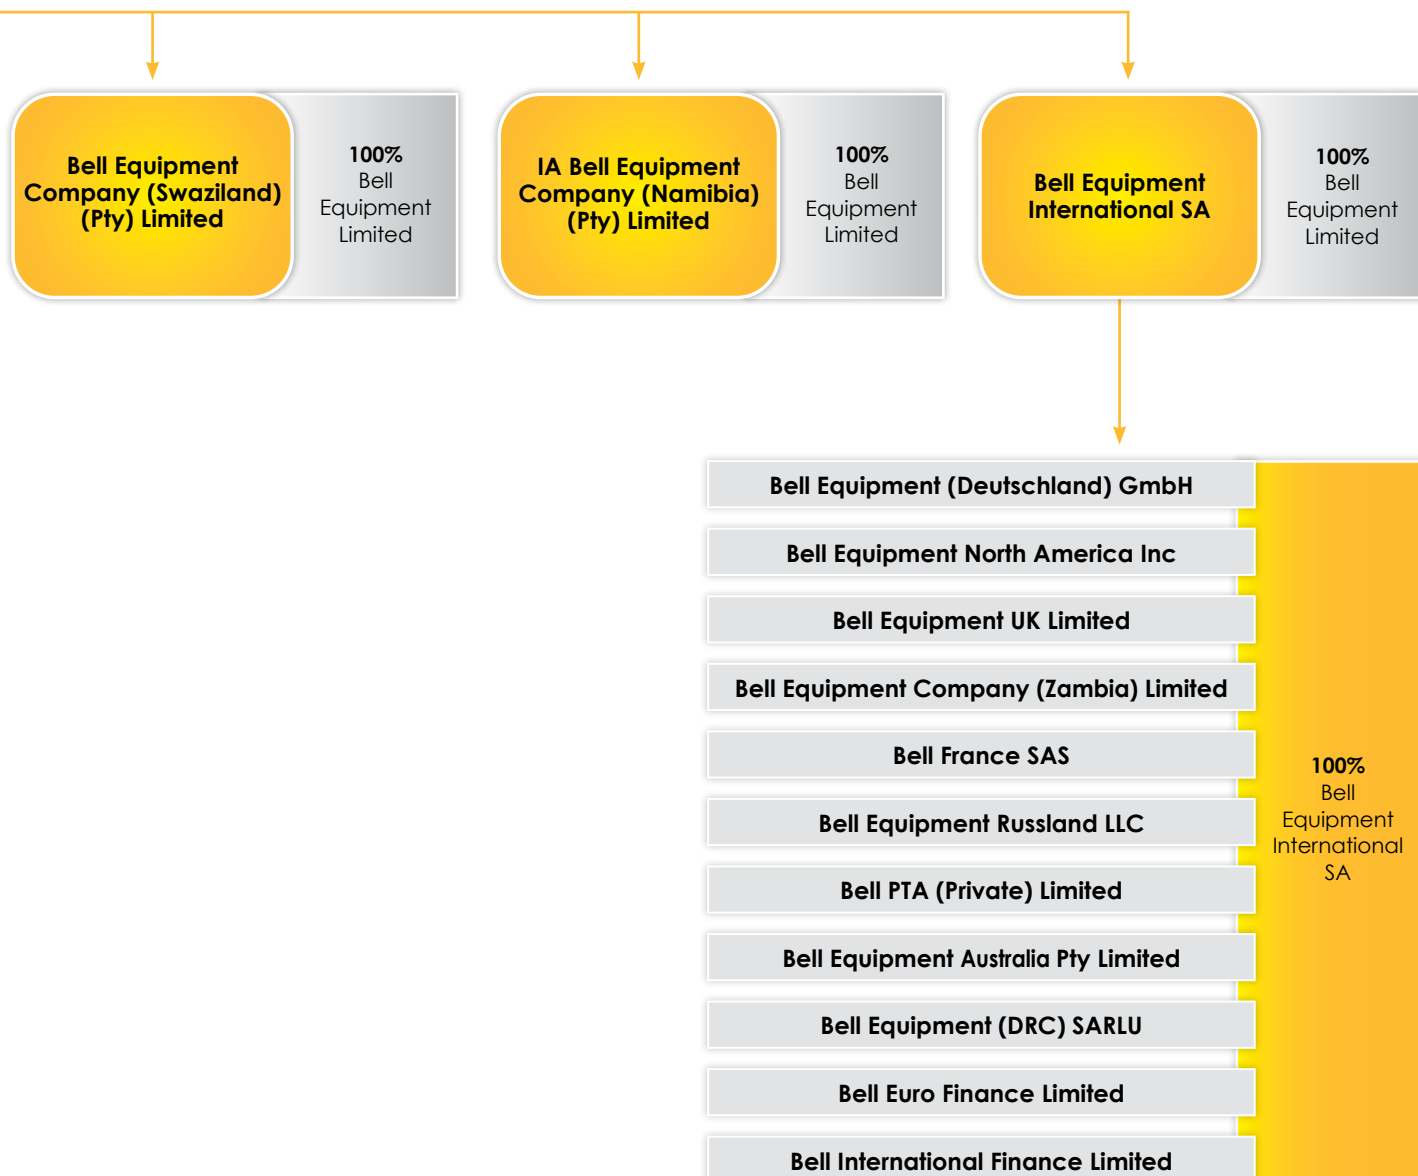 Bell Equipment
Company (Swaziland)
(Pty) Limited
100%
Bell
Equipment
Limited
IA Bell Equipment
Company (Namibia)
(Pty) Limited
100%
Bell
Equipment
Limited
Bell Equipment
International SA
100%
Bell
Equipment
Limited
Bell Equipment (Deutschland) GmbH
Bell Equipment North America Inc
Bell Equipment UK Limited
Bell Equipment Company (Zambia) Limited
Bell France SAS
Bell Equipment Russland LLC
Bell PTA (Private) Limited
Bell Equipment Australia Pty Limited
Bell Equipment (DRC) SARLU
Bell Euro Finance Limited
Bell International Finance Limited
100%
Bell
Equipment
International
SA